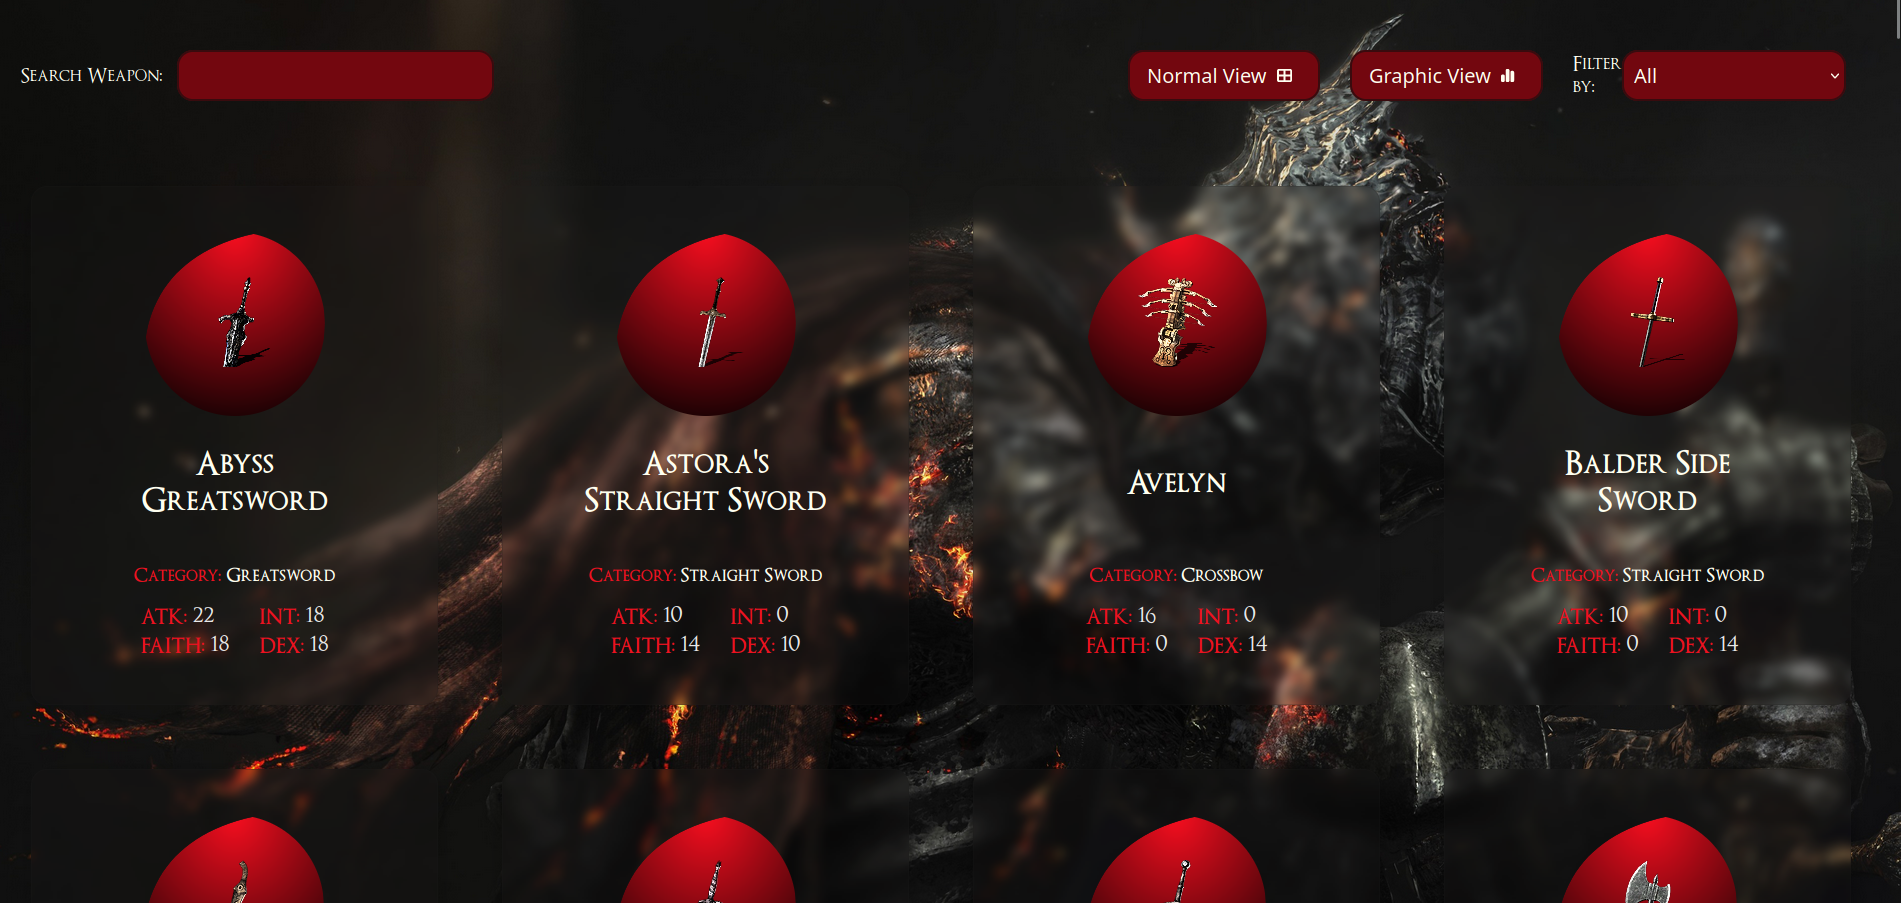 Search Weapon:
Normal View
Graphic View
Filter
by:
All
Abyss
Greatsword
Category: Greatsword
ATK: 22 INT: 18
FAITH: 18 DEX: 18
Astora's
Straight Sword
Category: Straight Sword
ATK: 10 INT: 0
FAITH: 14 DEX: 10
Avelyn
Category: Crossbow
ATK: 16 INT: 0
FAITH: 0 DEX: 14
Balder Side
Sword
Category: Straight Sword
ATK: 10 INT: 0
FAITH: 0 DEX: 14